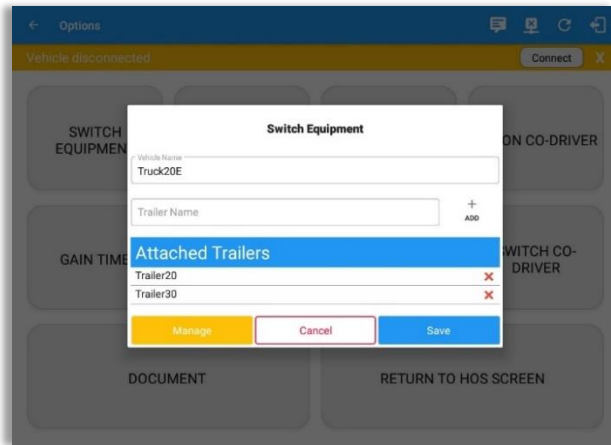 Options
Vehicle disconnected
Connect
X
Switch Equipment
Vehicle Name
Truck20E
Trailer Name
+
ADD
Attached Trailers
Trailer20
Trailer30
Manage
Cancel
Save
SWITCH
EQUIPMEN
ON CO-DRIVER
GAIN TIME
WITCH CO-
DRIVER
DOCUMENT
RETURN TO HOS SCREEN